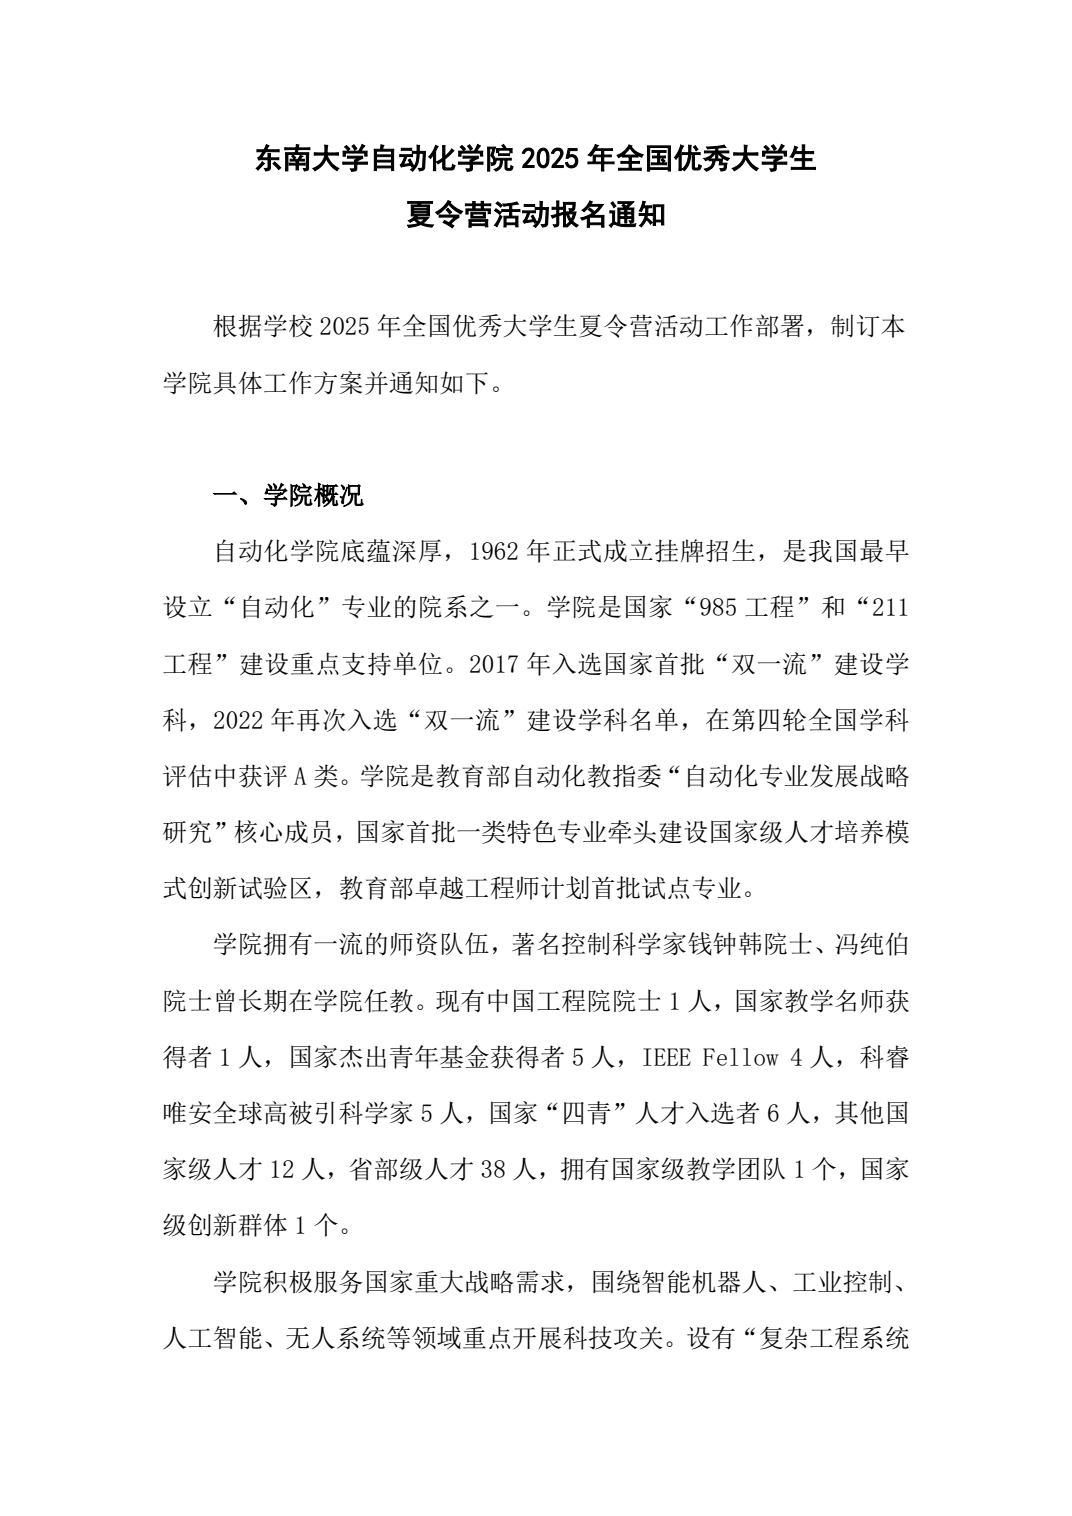 东南大学自动化学院 2025 年全国优秀大学生
夏令营活动报名通知
根据学校 2025 年全国优秀大学生夏令营活动工作部署，制订本
学院具体工作方案并通知如下。
一、学院概况
自动化学院底蕴深厚，1962 年正式成立挂牌招生，是我国最早
设立“自动化”专业的院系之一。学院是国家“985 工程”和“211
工程”建设重点支持单位。2017 年入选国家首批“双一流”建设学
科，2022 年再次入选“双一流”建设学科名单，在第四轮全国学科
评估中获评 A 类。学院是教育部自动化教指委“自动化专业发展战略
研究”核心成员，国家首批一类特色专业牵头建设国家级人才培养模
式创新试验区，教育部卓越工程师计划首批试点专业。
学院拥有一流的师资队伍，著名控制科学家钱钟韩院士、冯纯伯
院士曾长期在学院任教。现有中国工程院院士 1 人，国家教学名师获
得者 1 人，国家杰出青年基金获得者 5 人，IEEE Fellow 4 人，科睿
唯安全球高被引科学家 5 人，国家“四青”人才入选者 6 人，其他国
家级人才 12 人，省部级人才 38 人，拥有国家级教学团队 1 个，国家
级创新群体 1 个。
学院积极服务国家重大战略需求，围绕智能机器人、工业控制、
人工智能、无人系统等领域重点开展科技攻关。设有“复杂工程系统